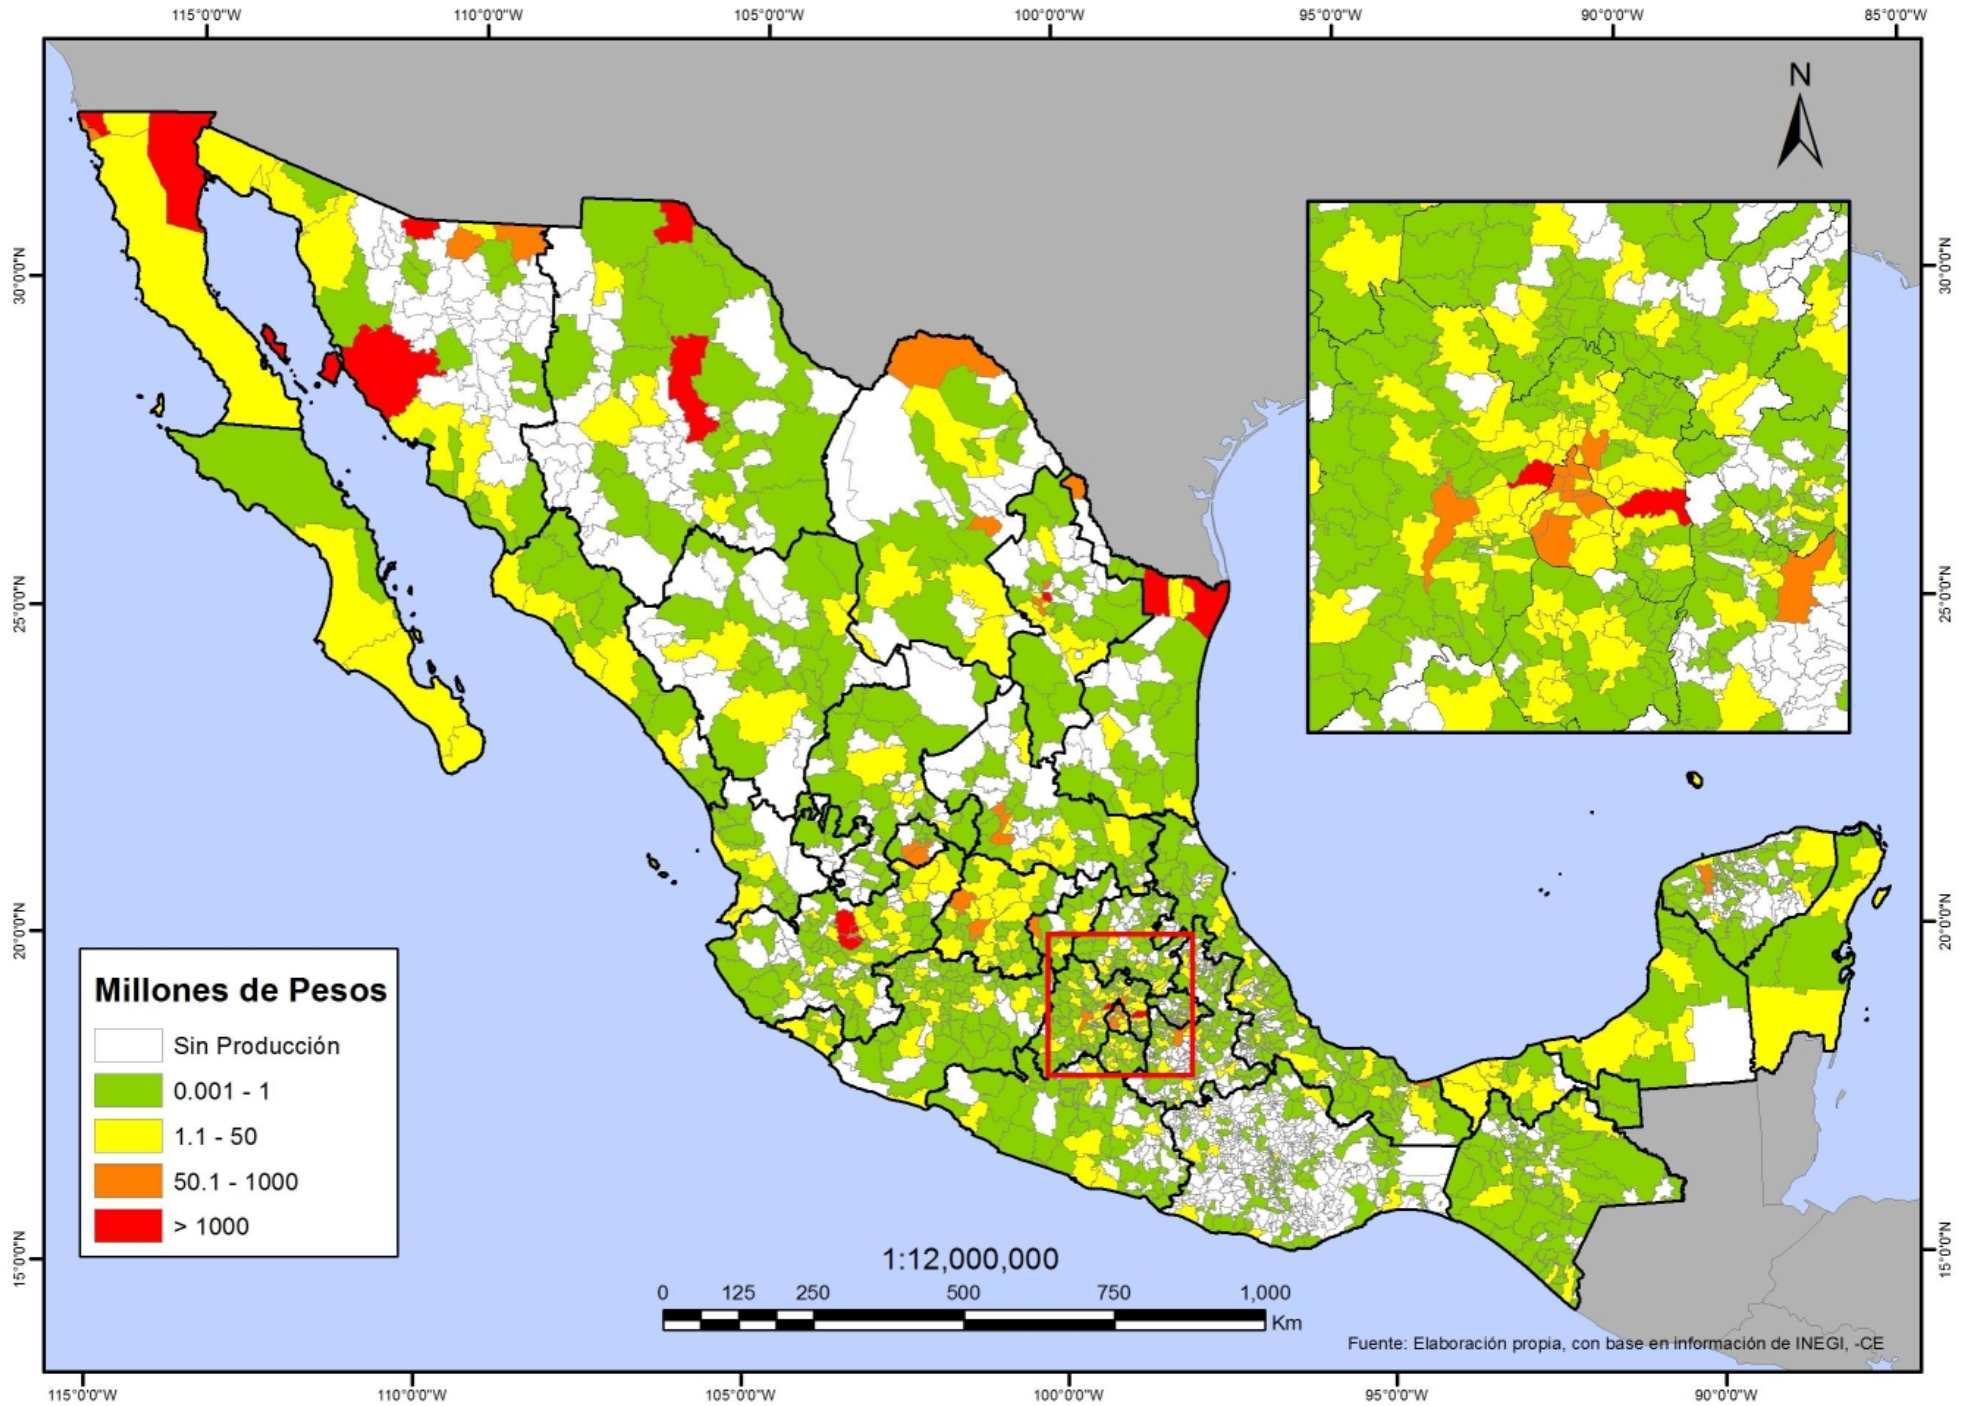 115°0'0"W 110°0'0"W 105°0'0"W 100°0'0"W 95°0'0"W 90°0'0"W 85°0'0"W
N
30°0'0"N 30°0'0"N
25°0'0"N 25°0'0"N
20°0'0"N 20°0'0"N
Millones de Pesos
Sin Producción
0.001 - 1
1.1 - 50
50.1 - 1000
> 1000
15°0'0"N 15°0'0"N
1:12,000,000
0 125 250 500 750 1,000
Km
Fuente: Elaboración propia, con base en información de INEGI, -CE
115°0'0"W 110°0'0"W 105°0'0"W 100°0'0"W 95°0'0"W 90°0'0"W